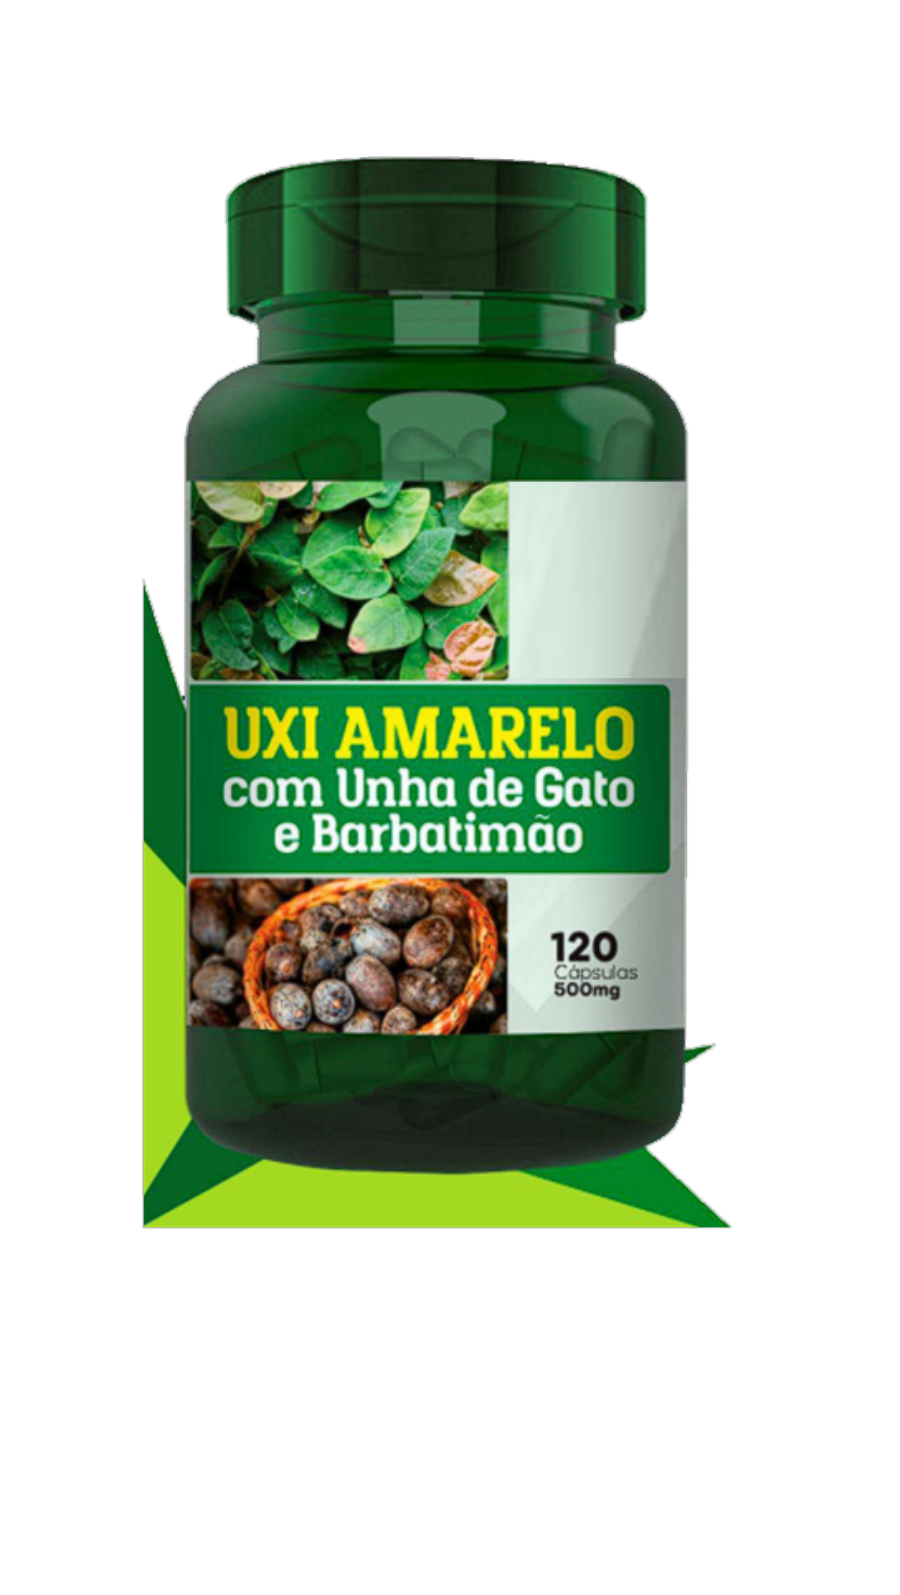 UXI AMARELO
com Unha de Gato
e Barbatimão
120
Cápsulas
500mg